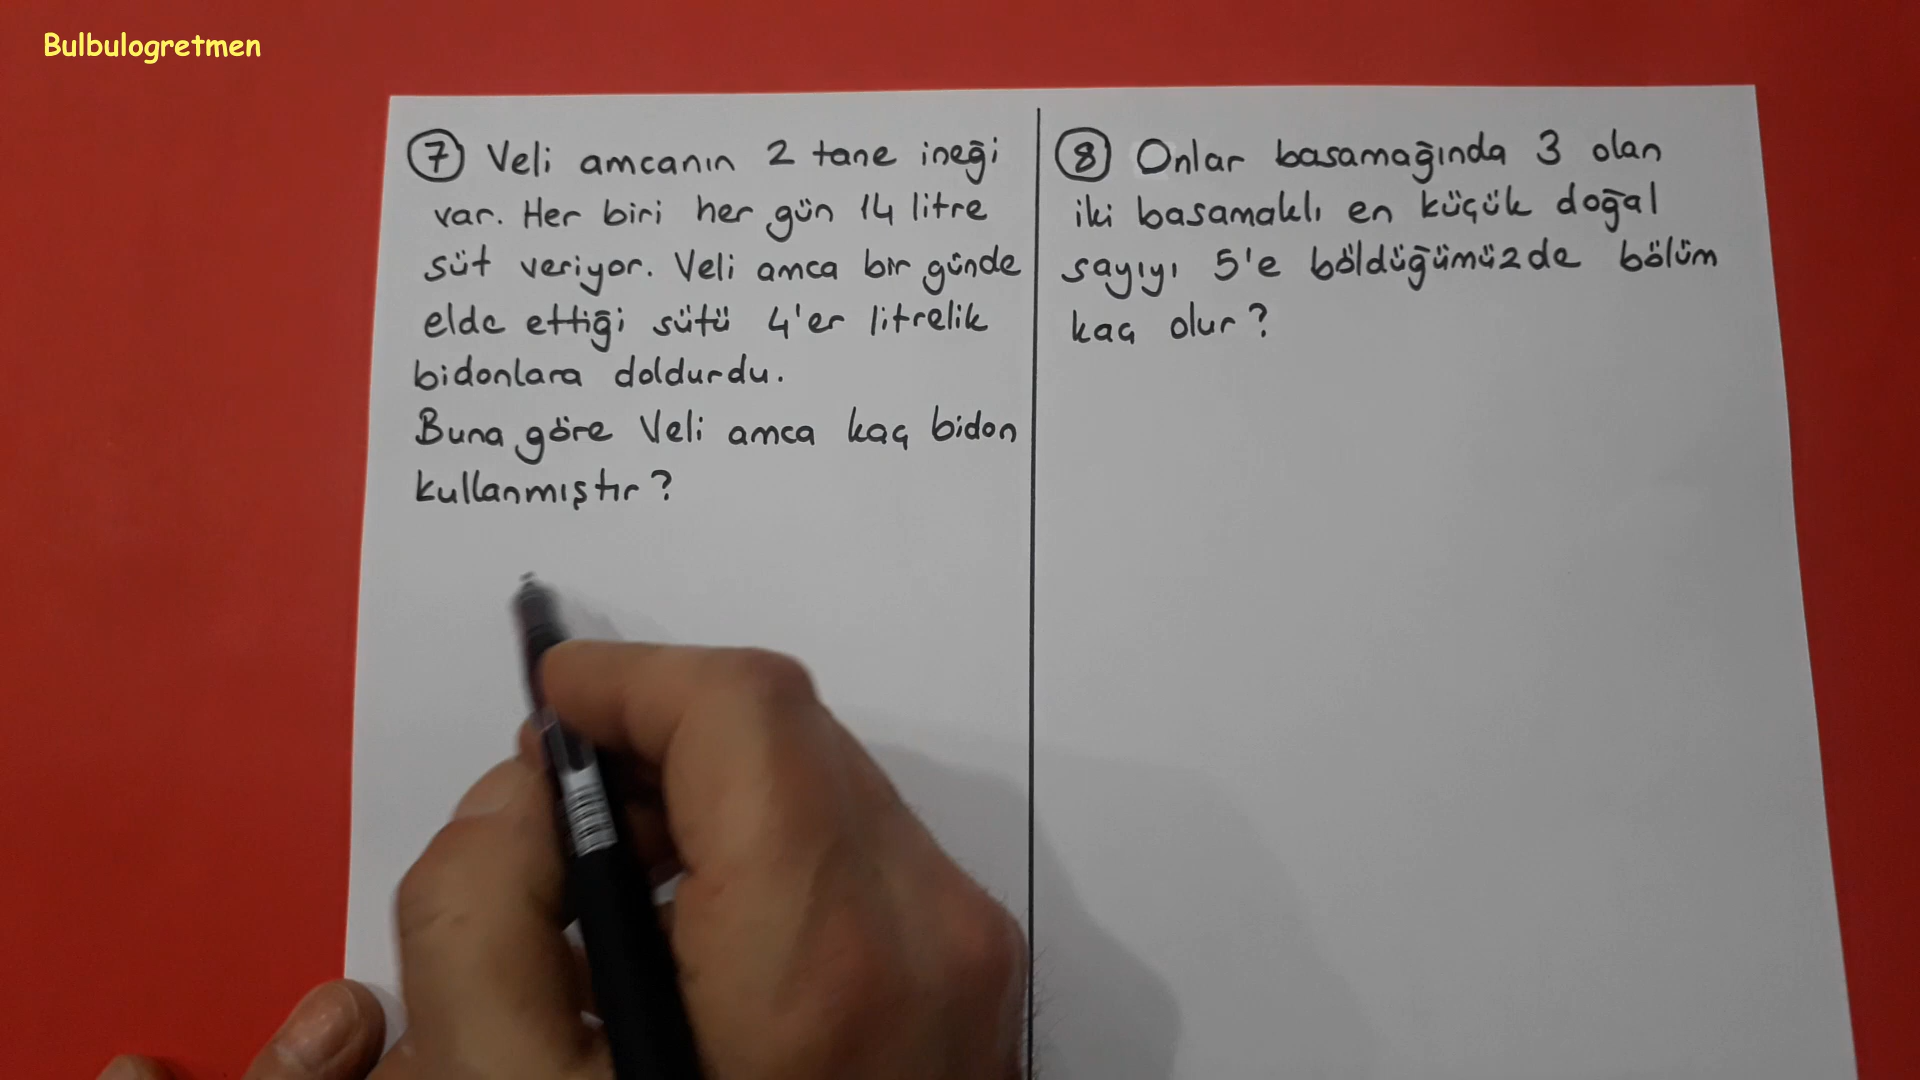 Bulbulogretmen
7 Veli amcanın 2 tane ineği
var. Her biri her gün 14 litre
süt veriyor. Veli amca bir günde
elde ettiği sütü 4'er litrelik
bidonlara doldurdu.
Buna göre Veli amca kaç bidon
kullanmıştır?
8 Onlar basamağında 3 olan
iki basamaklı en küçük doğal
sayıyı 5'e böldüğümüzde bölüm
kaç olur?